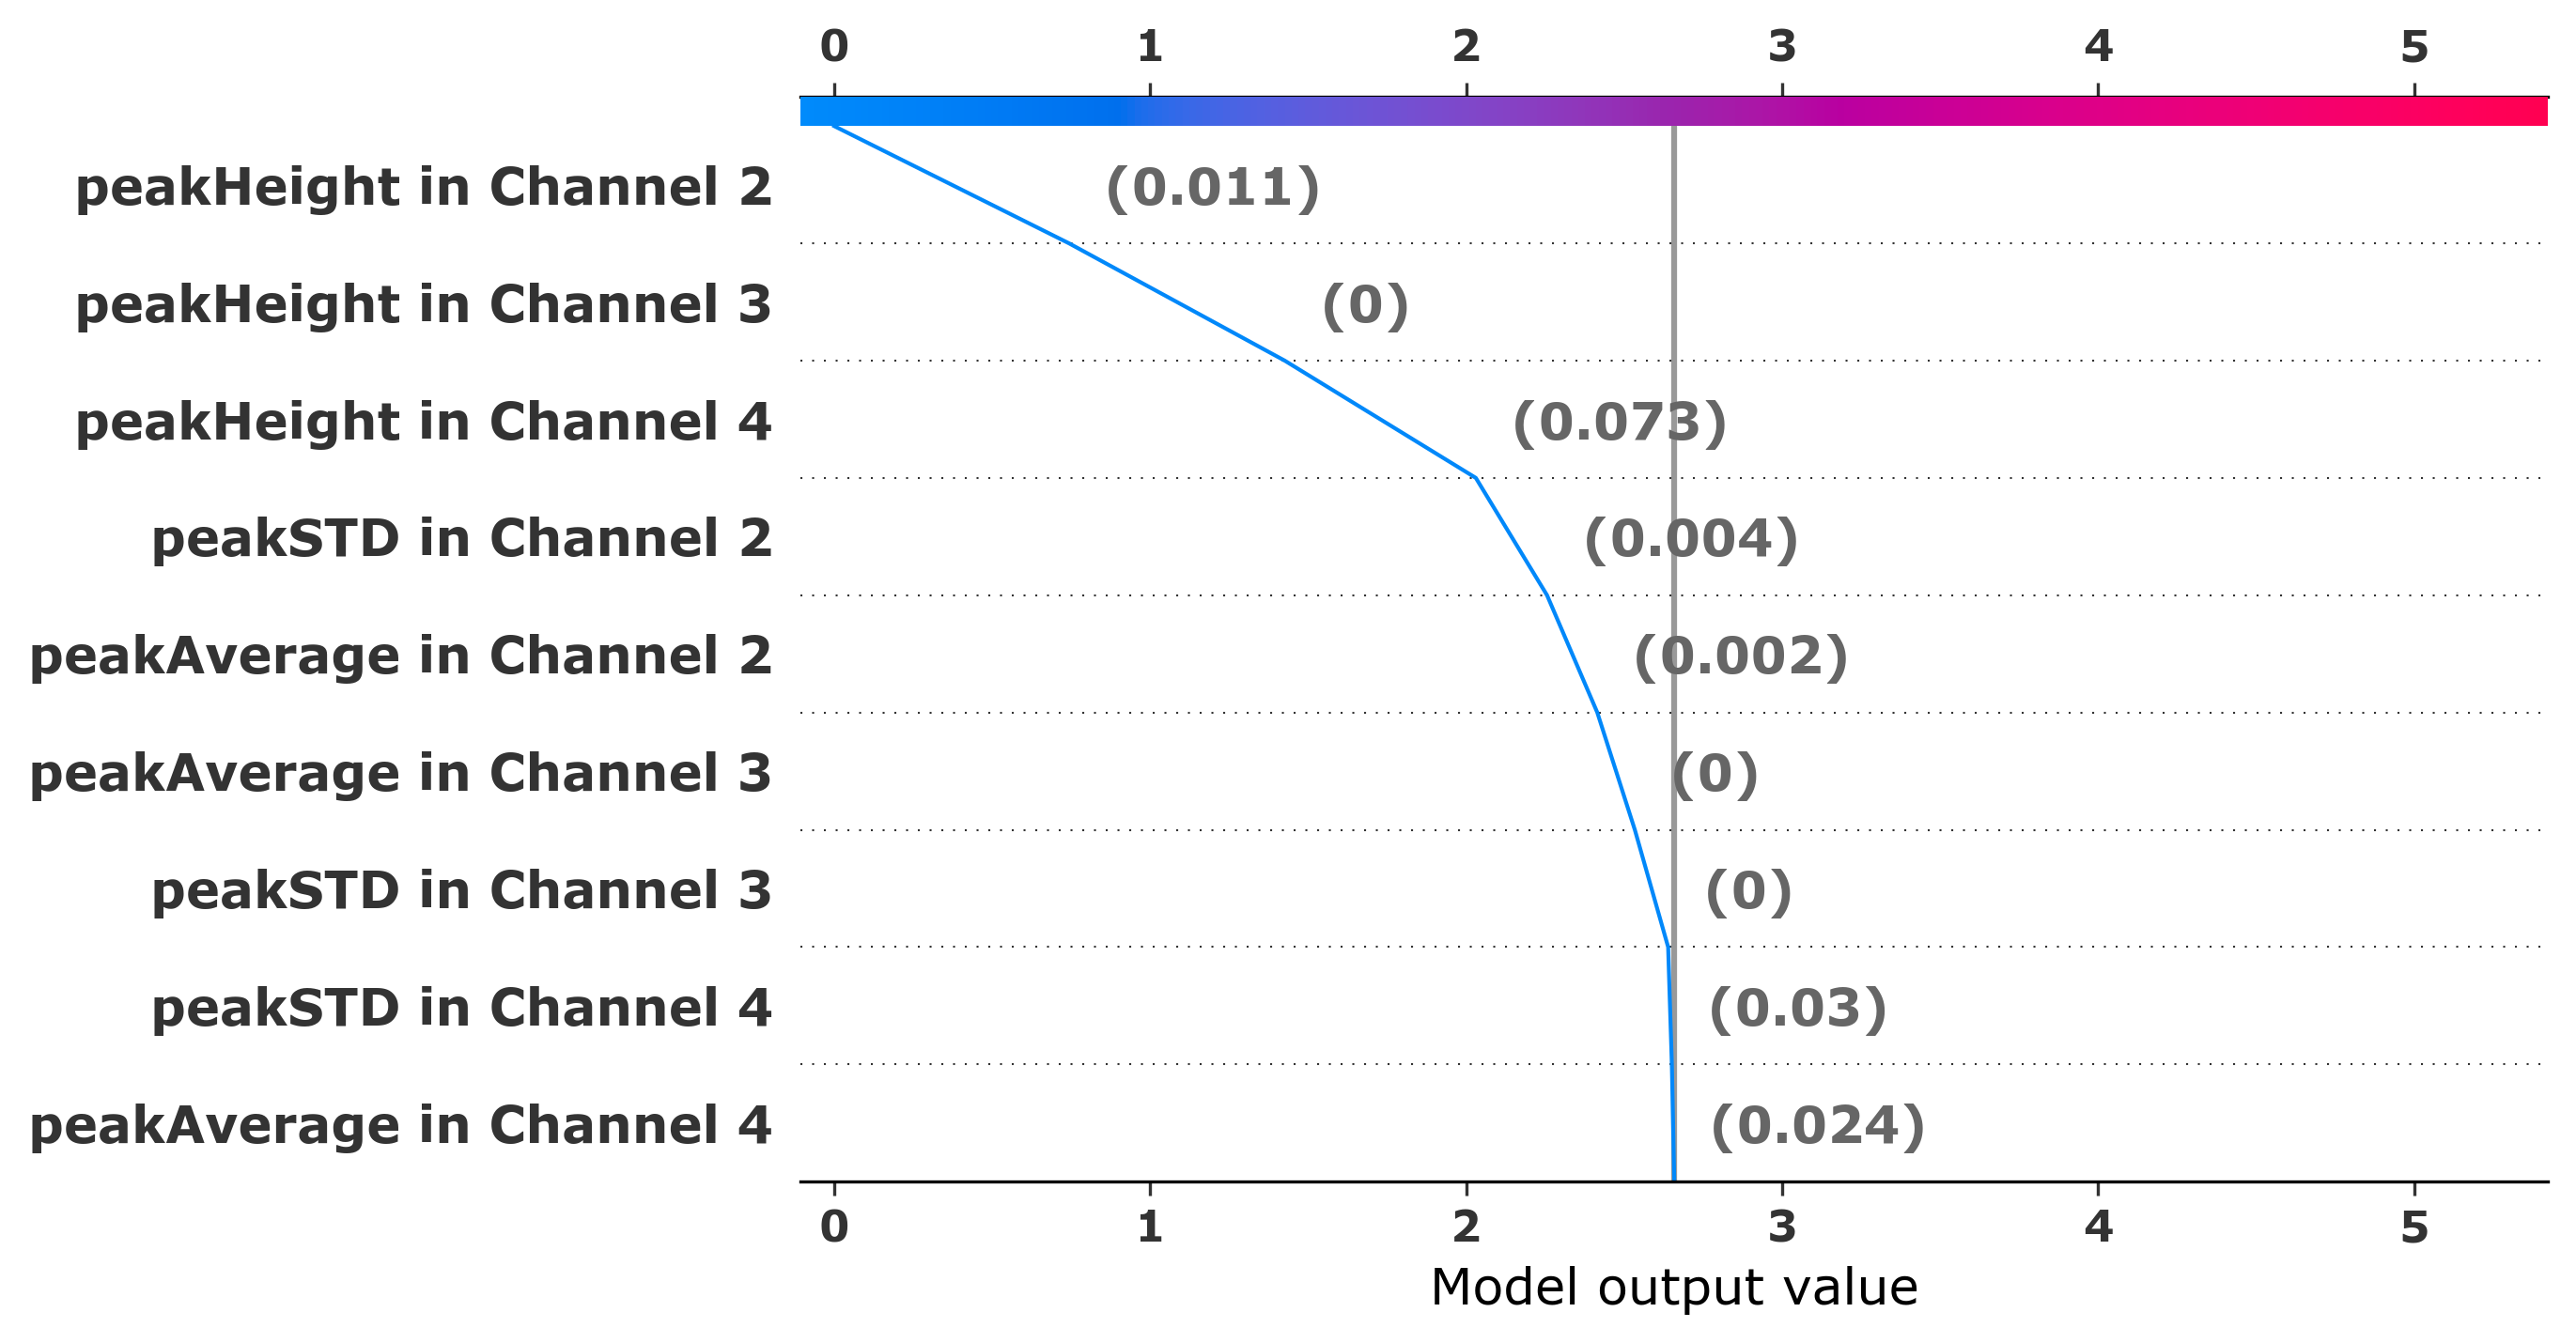 0 1 2 3 4 5
peakHeight in Channel 2 (0.011)
peakHeight in Channel 3 (0)
peakHeight in Channel 4 (0.073)
peakSTD in Channel 2 (0.004)
peakAverage in Channel 2 (0.002)
peakAverage in Channel 3 (0)
peakSTD in Channel 3 (0)
peakSTD in Channel 4 (0.03)
peakAverage in Channel 4 (0.024)
0 1 2 3 4 5
Model output value